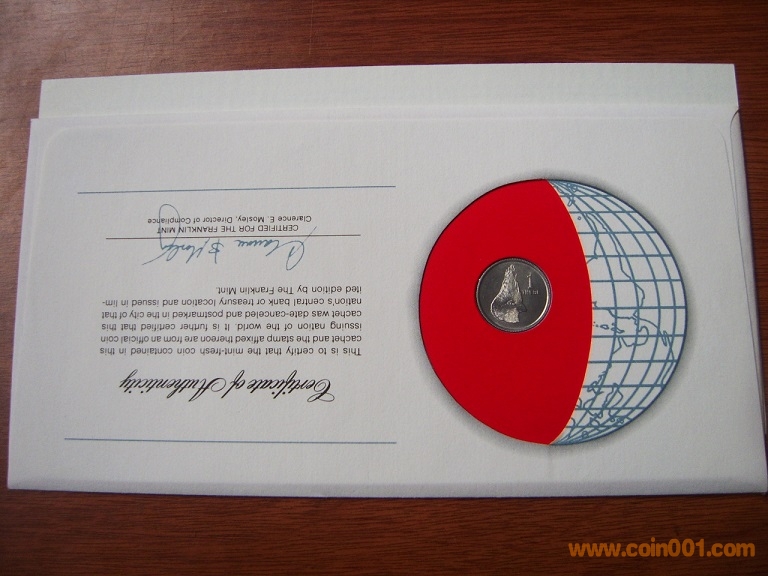 Certificate of Authenticity
This is to certify that the mint-fresh coin contained in this
cachet and the stamp affixed thereon are from an official coin
issuing nation of the world. It is further certified that this
cachet was date-canceled and postmarked in the city of that
nation's central bank or treasury location and issued in lim-
ited edition by The Franklin Mint.
CERTIFIED FOR THE FRANKLIN MINT
Clarence E. Mosley, Director of Compliance
1
www.coin001.com